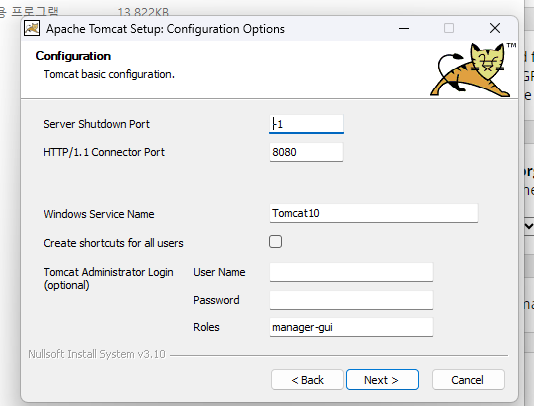 용 프로그램 13,822KB
Apache Tomcat Setup: Configuration Options
Configuration
Tomcat basic configuration.
TM
Server Shutdown Port -1
HTTP/1.1 Connector Port 8080
Windows Service Name Tomcat10
Create shortcuts for all users
Tomcat Administrator Login
(optional)
User Name
Password
Roles manager-gui
Nullsoft Install System v3.10
< Back Next > Cancel